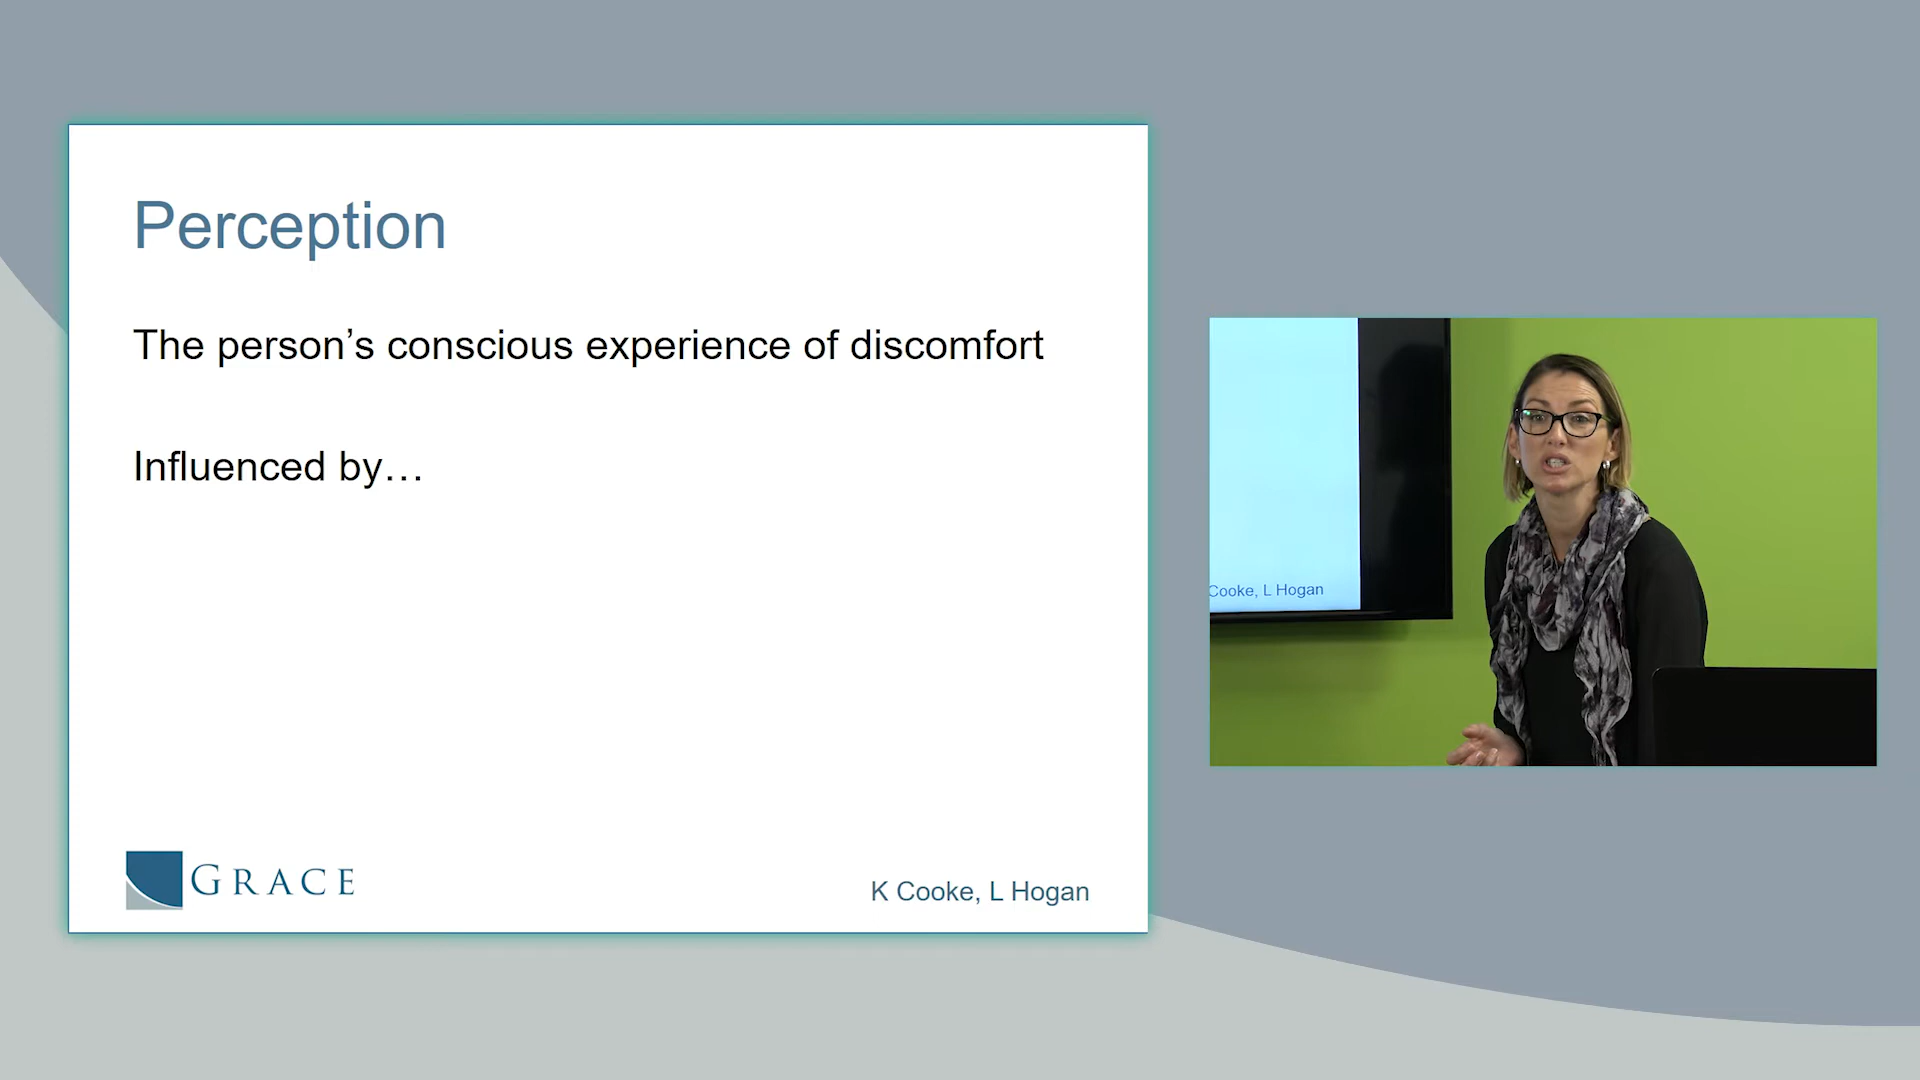 Perception
The person’s conscious experience of discomfort
Influenced by…
GRACE
K Cooke, L Hogan
Cooke, L Hogan